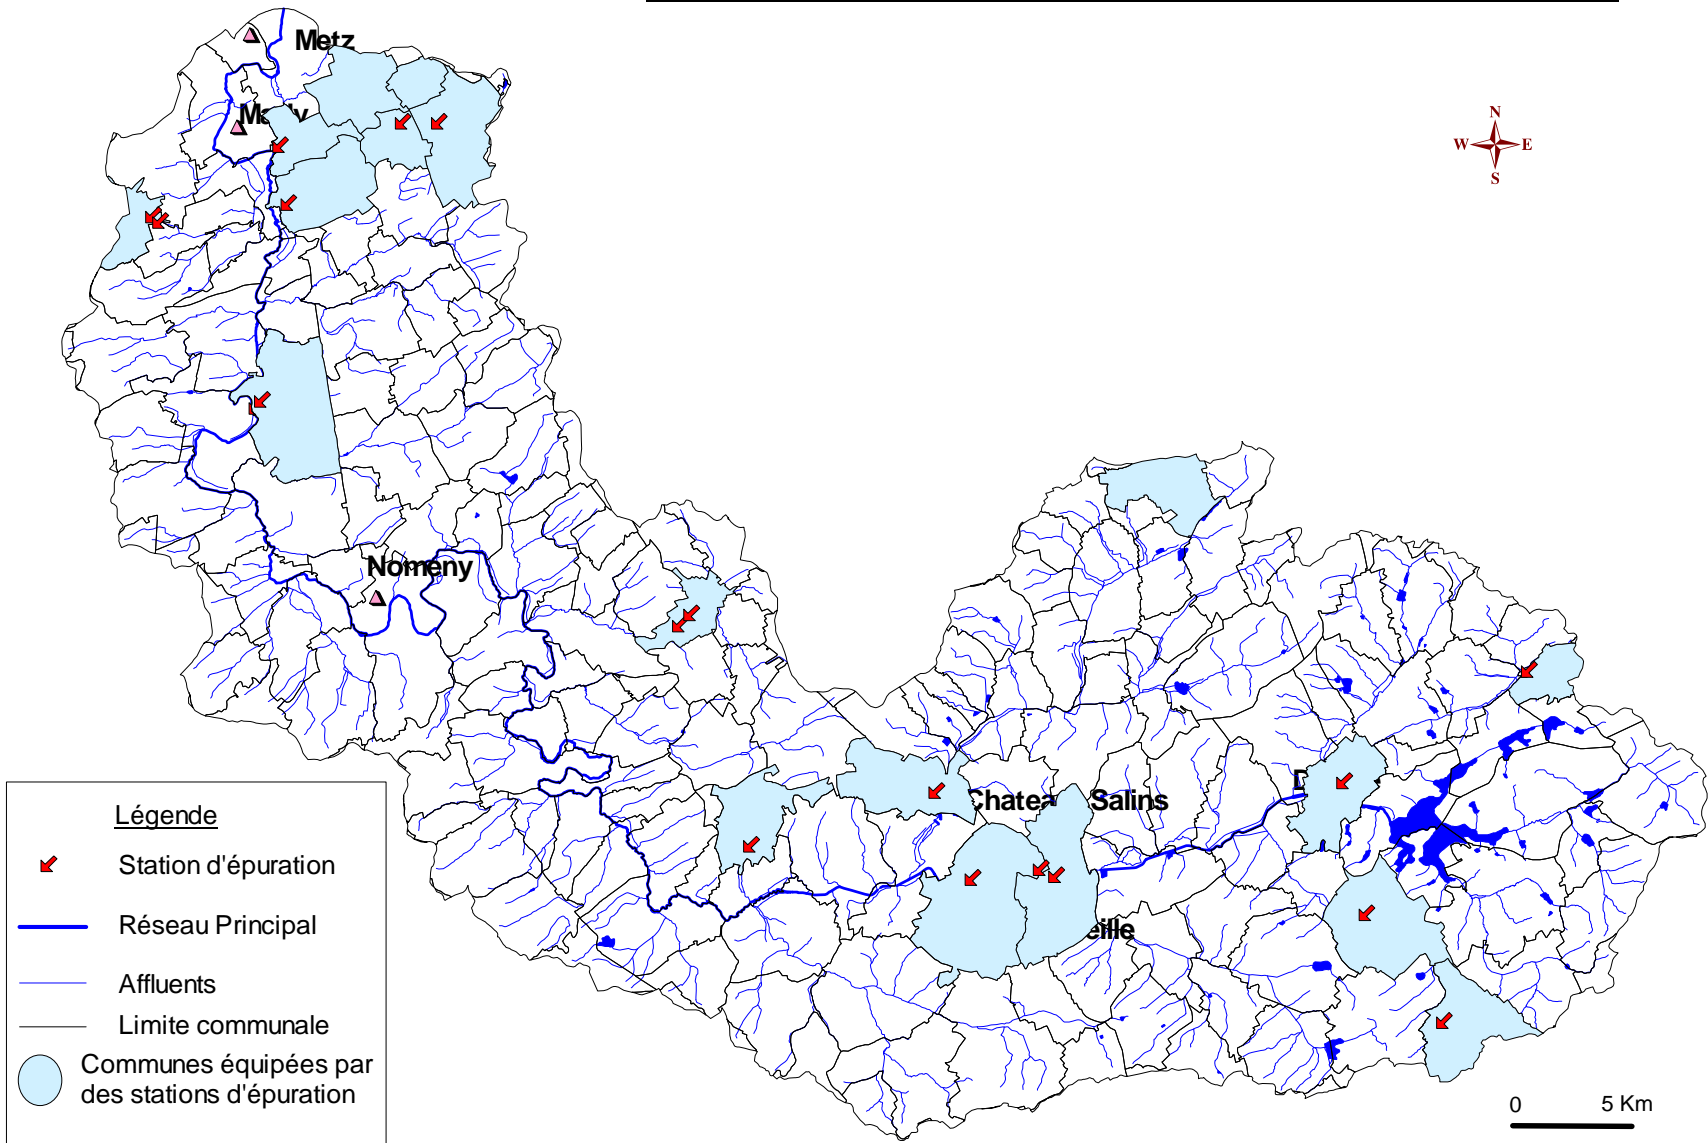 Metz
N
W
E
S
Nomény
Salins
Légende
Station d'épuration
Réseau Principal
Affluents
Limite communale
Communes équipées par
des stations d'épuration
0
5 Km